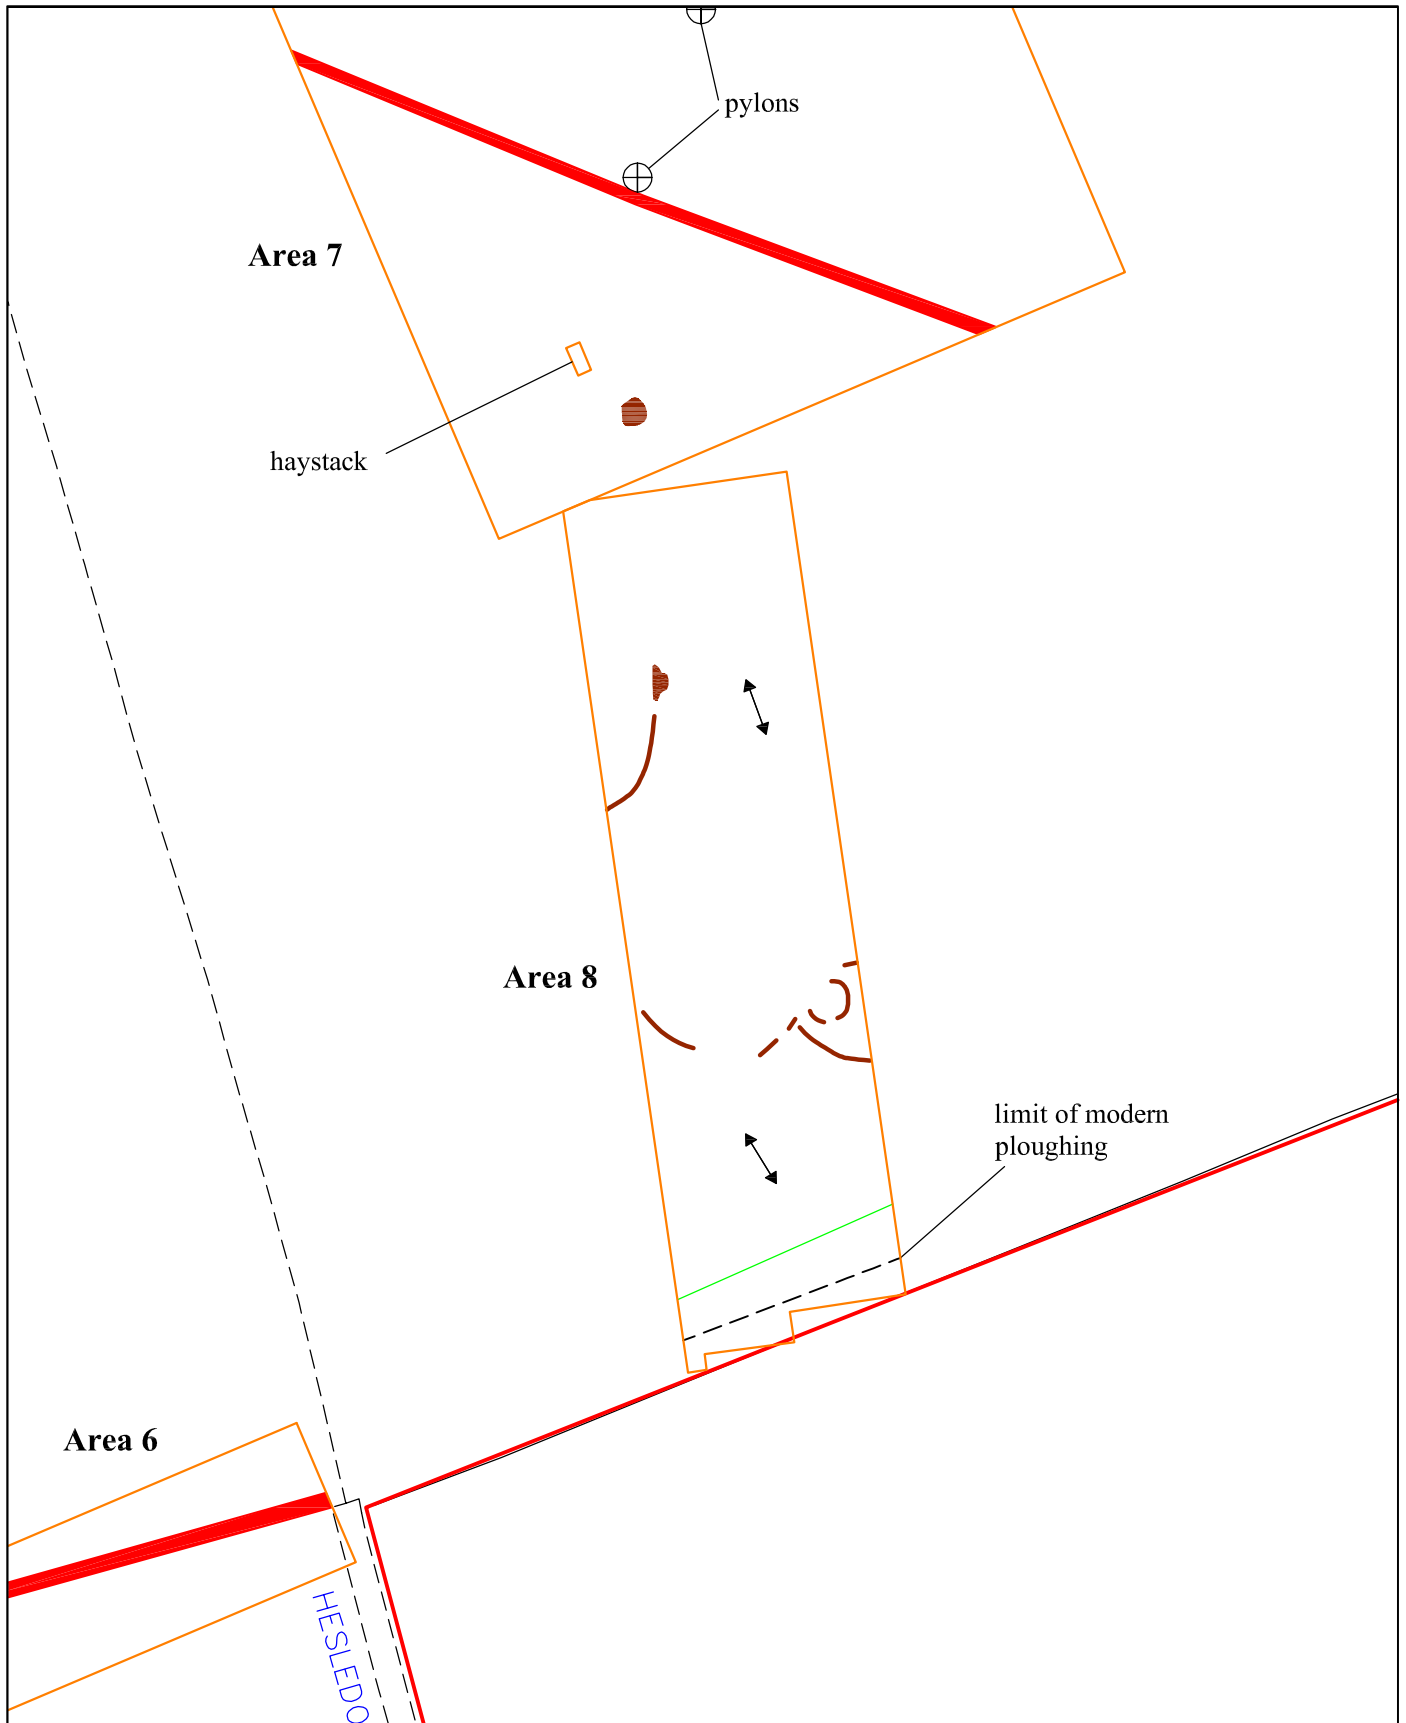 pylons
Area 7
haystack
Area 8
limit of modern
ploughing
Area 6
HESLEDO